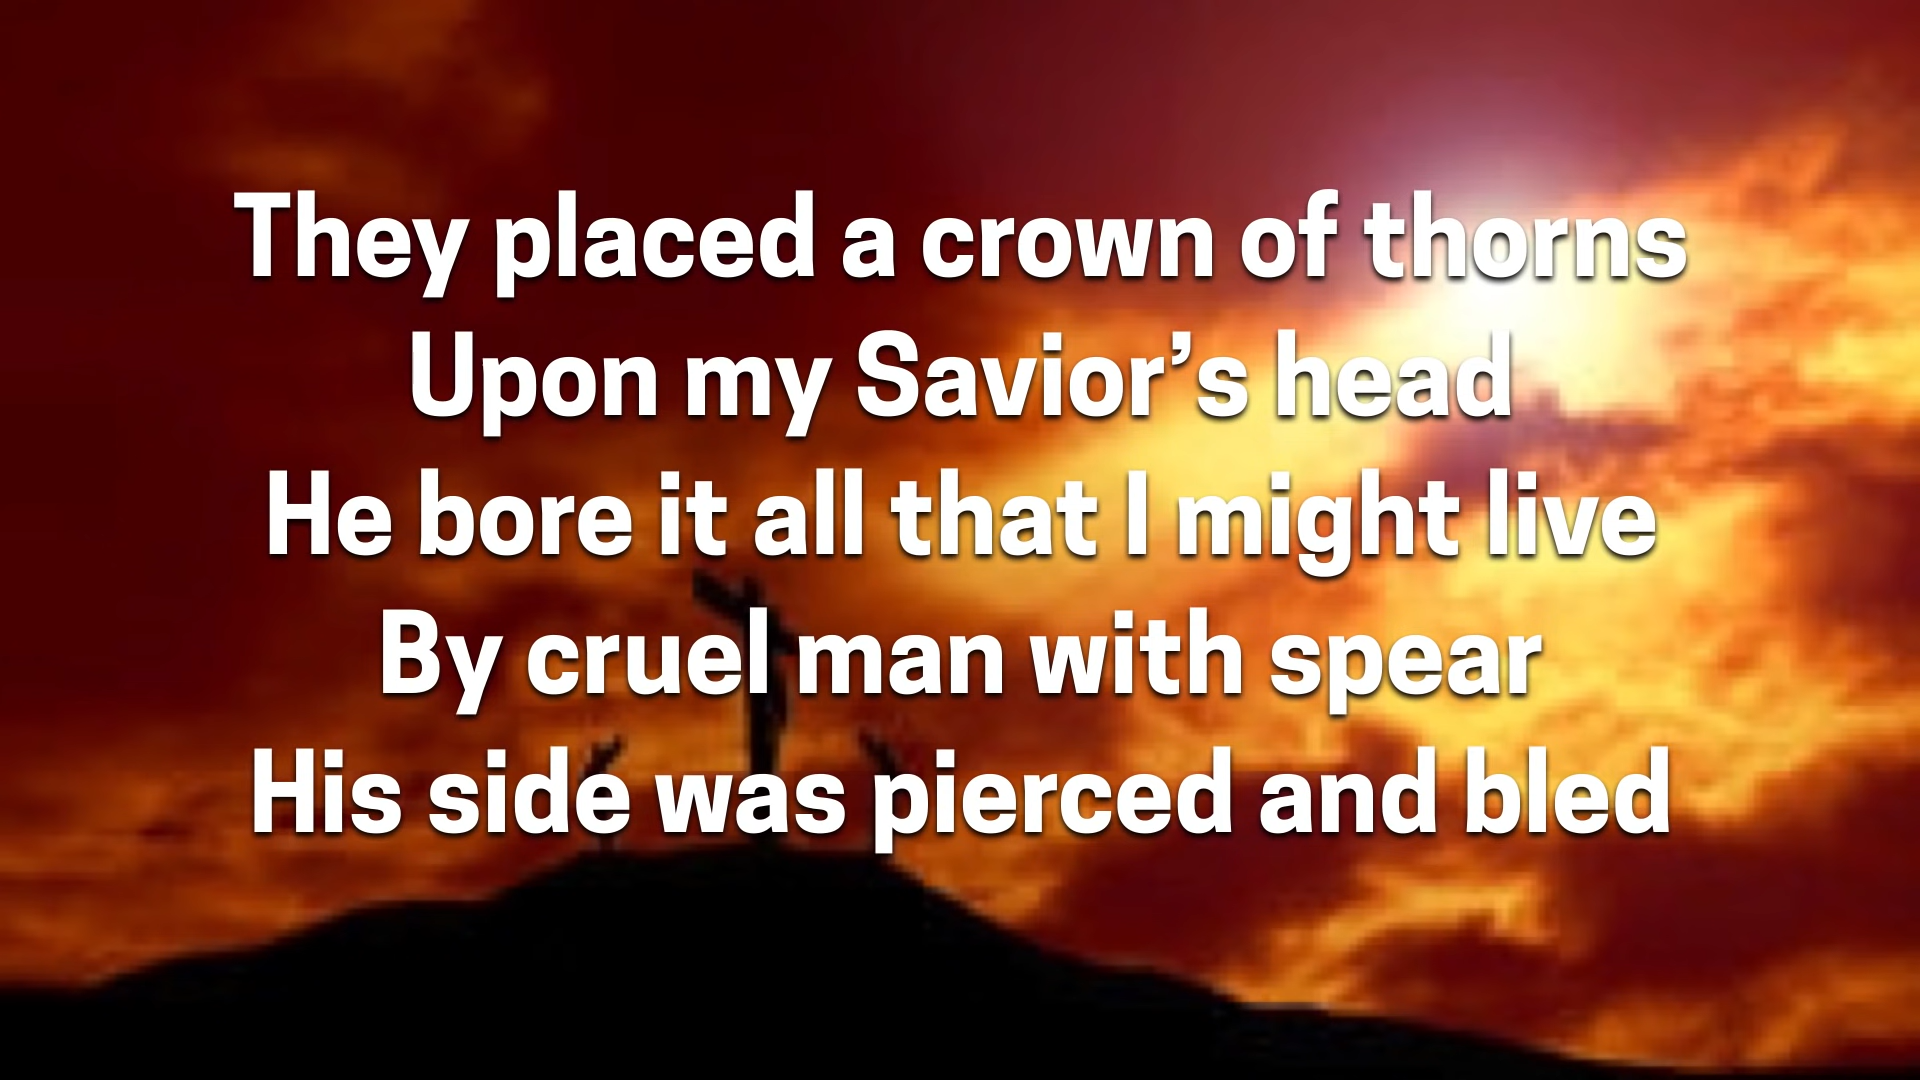 They placed a crown of thorns
Upon my Savior’s head
He bore it all that I might live
By cruel man with spear
His side was pierced and bled